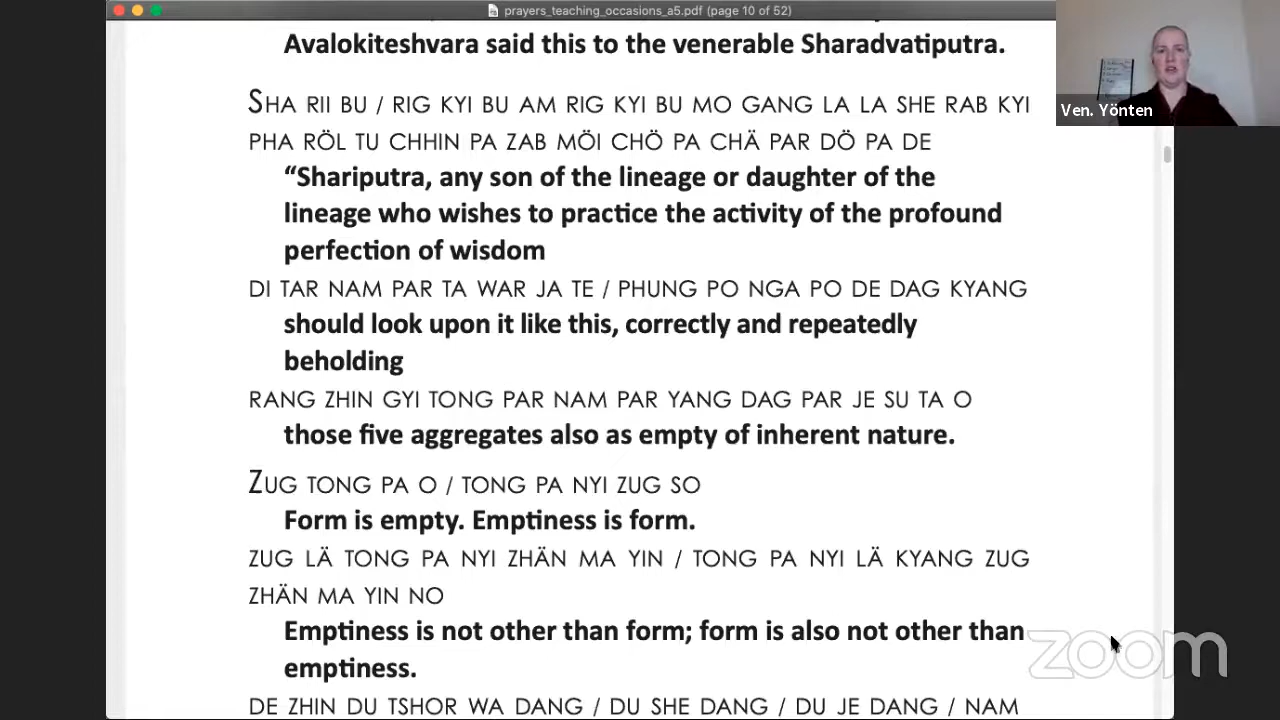 prayers_teaching_occasions_a5.pdf (page 10 of 52)
Avalokiteshvara said this to the venerable Sharadvatiputra.
SHA RII BU / RIG KYI BU AM RIG KYI BU MO GANG LA LA SHE RAB KYI
PHA RÖL TU CHHIN PA ZAB MÖI CHÖ PA CHÄ PAR DÖ PA DE
“Shariputra, any son of the lineage or daughter of the
lineage who wishes to practice the activity of the profound
perfection of wisdom
DI TAR NAM PAR TA WAR JA TE / PHUNG PO NGA PO DE DAG KYANG
should look upon it like this, correctly and repeatedly
beholding
RANG ZHIN GYI TONG PAR NAM PAR YANG DAG PAR JE SU TA O
those five aggregates also as empty of inherent nature.
ZUG TONG PA O / TONG PA NYI ZUG SO
Form is empty. Emptiness is form.
ZUG LÄ TONG PA NYI ZHÄN MA YIN / TONG PA NYI LÄ KYANG ZUG
ZHÄN MA YIN NO
Emptiness is not other than form; form is also not other than
emptiness.
DE ZHIN DU TSHOR WA DANG / DU SHE DANG / DU JE DANG / NAM
Ven. Yönten
zoom